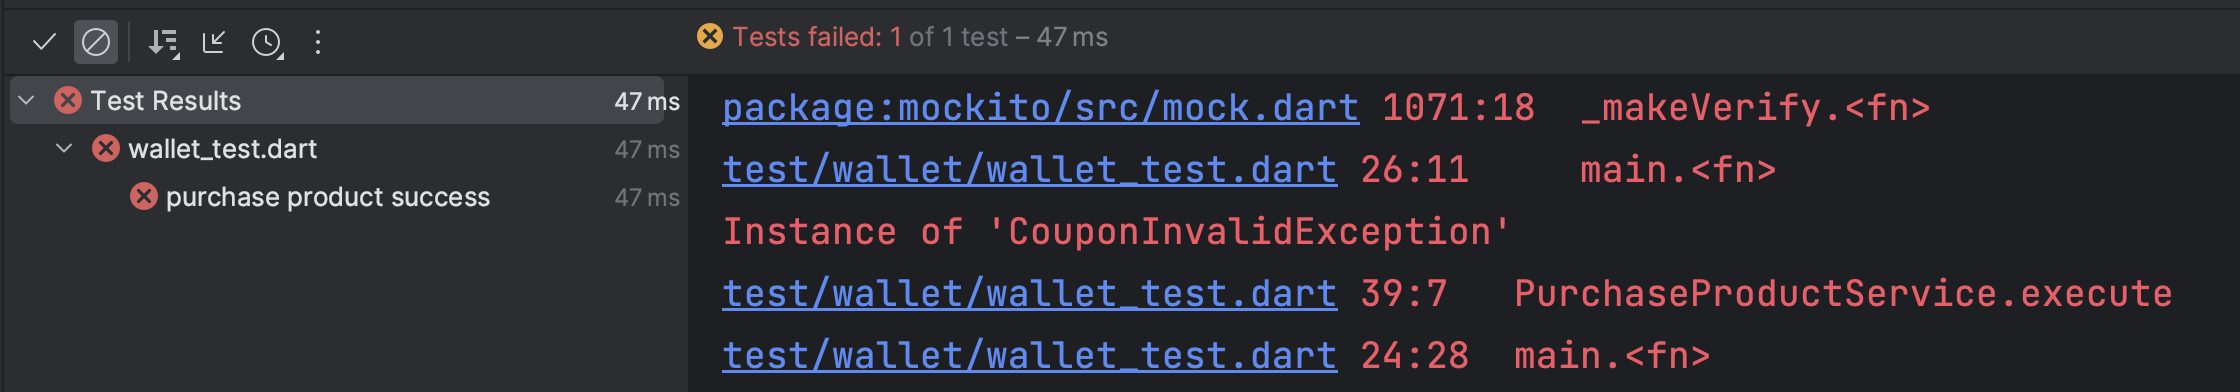 Tests failed: 1 of 1 test – 47 ms
Test Results 47 ms
wallet_test.dart 47 ms
purchase product success 47 ms
package:mockito/src/mock.dart 1071:18 _makeVerify.<fn>
test/wallet/wallet_test.dart 26:11 main.<fn>
Instance of 'CouponInvalidException'
test/wallet/wallet_test.dart 39:7 PurchaseProductService.execute
test/wallet/wallet_test.dart 24:28 main.<fn>